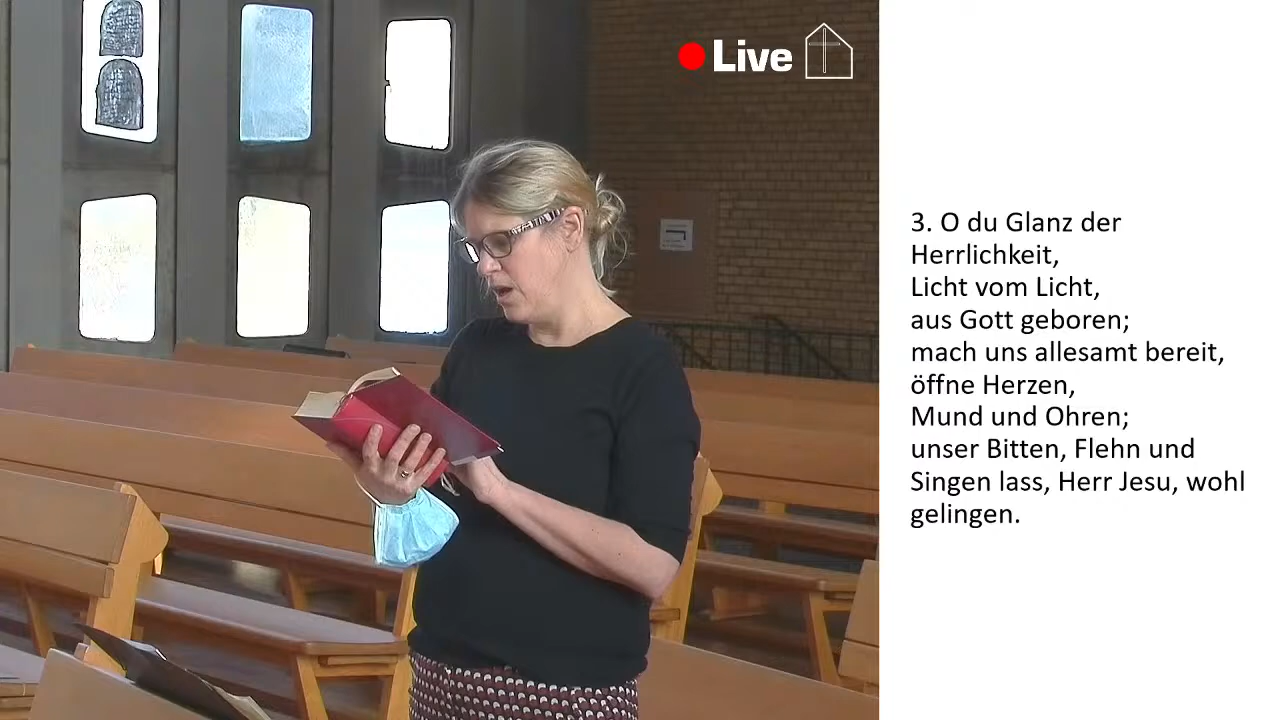 Live
3. O du Glanz der
Herrlichkeit,
Licht vom Licht,
aus Gott geboren;
mach uns allesamt bereit,
öffne Herzen,
Mund und Ohren;
unser Bitten, Flehn und
Singen lass, Herr Jesu, wohl
gelingen.